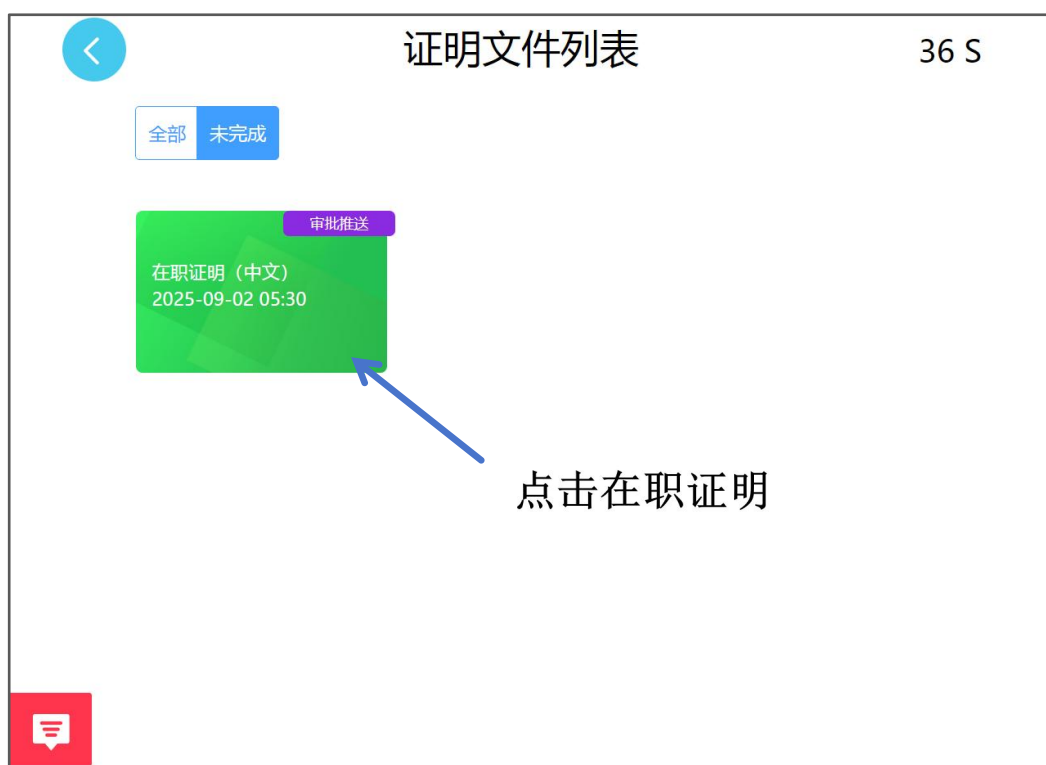 证明文件列表
36 S
全部
未完成
审批推送
在职证明（中文）
2025-09-02 05:30
点击在职证明